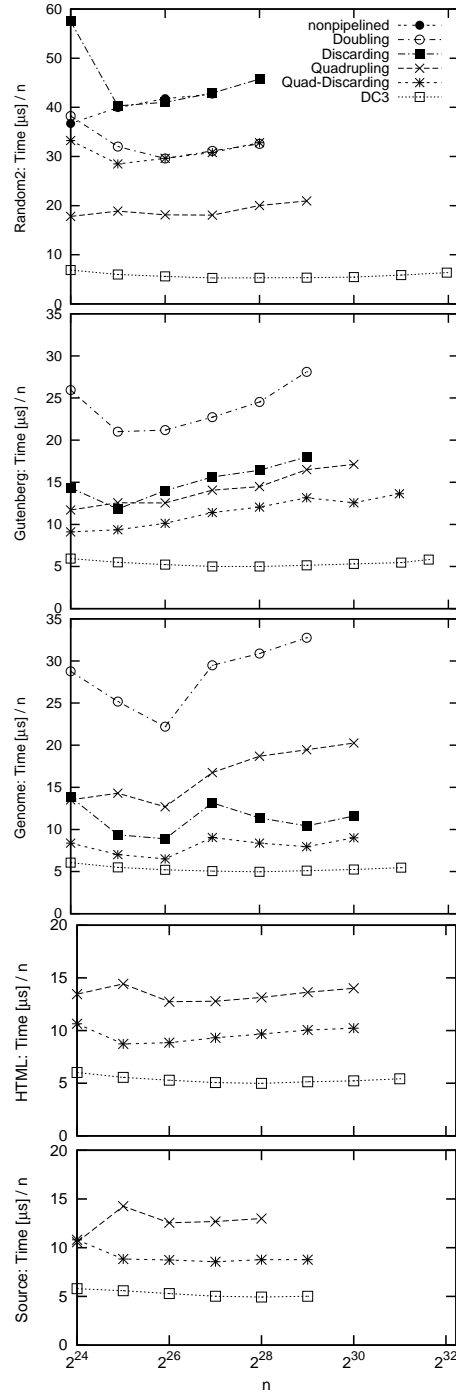 Random2: Time [μs] / n
60
50
40
30
20
10
0
nonpipelined
Doubling
Discarding
Quadrupling
Quad-Discarding
DC3
Gutenberg: Time [μs] / n
35
30
25
20
15
10
5
0
Genome: Time [μs] / n
35
30
25
20
15
10
5
0
HTML: Time [μs] / n
20
15
10
5
0
Source: Time [μs] / n
20
15
10
5
0
2^24 2^26 2^28 2^30 2^32
n